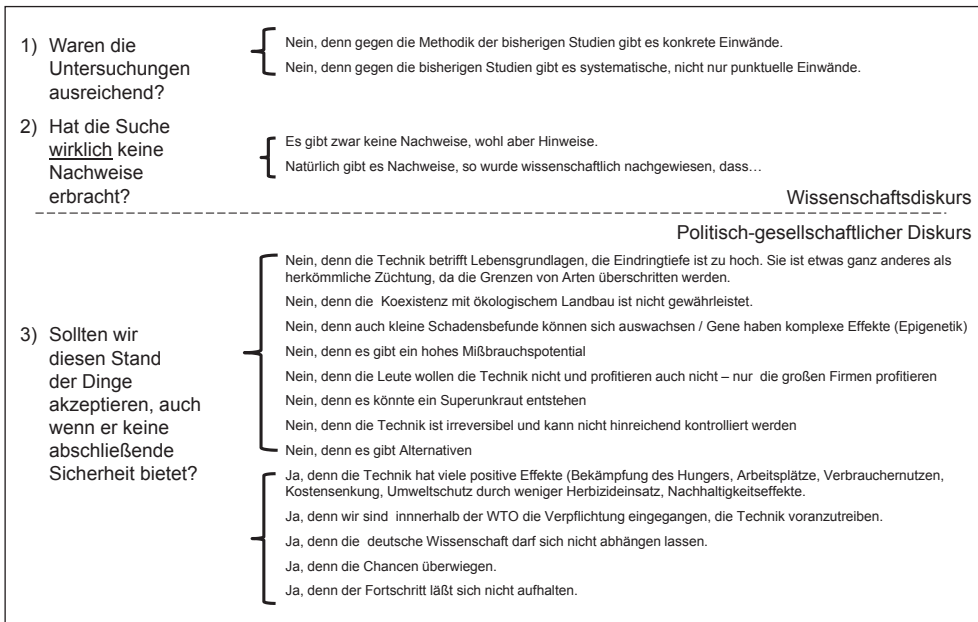 1) Waren die
Untersuchungen
ausreichend?
Nein, denn gegen die Methodik der bisherigen Studien gibt es konkrete Einwände.
Nein, denn gegen die bisherigen Studien gibt es systematische, nicht nur punktuelle Einwände.
2) Hat die Suche
wirklich keine
Nachweise
erbracht?
Es gibt zwar keine Nachweise, wohl aber Hinweise.
Natürlich gibt es Nachweise, so wurde wissenschaftlich nachgewiesen, dass…
Wissenschaftsdiskurs
Politisch-gesellschaftlicher Diskurs
3) Sollten wir
diesen Stand
der Dinge
akzeptieren, auch
wenn er keine
abschließende
Sicherheit bietet?
Nein, denn die Technik betrifft Lebensgrundlagen, die Eindringtiefe ist zu hoch. Sie ist etwas ganz anderes als
herkömmliche Züchtung, da die Grenzen von Arten überschritten werden.
Nein, denn die Koexistenz mit ökologischem Landbau ist nicht gewährleistet.
Nein, denn auch kleine Schadensbefunde können sich auswachsen / Gene haben komplexe Effekte (Epigenetik)
Nein, denn es gibt ein hohes Mißbrauchspotential
Nein, denn die Leute wollen die Technik nicht und profitieren auch nicht – nur die großen Firmen profitieren
Nein, denn es könnte ein Superunkraut entstehen
Nein, denn die Technik ist irreversibel und kann nicht hinreichend kontrolliert werden
Nein, denn es gibt Alternativen
Ja, denn die Technik hat viele positive Effekte (Bekämpfung des Hungers, Arbeitsplätze, Verbrauchernutzen,
Kostensenkung, Umweltschutz durch weniger Herbizideinsatz, Nachhaltigkeitseffekte.
Ja, denn wir sind innnerhalb der WTO die Verpflichtung eingegangen, die Technik voranzutreiben.
Ja, denn die deutsche Wissenschaft darf sich nicht abhängen lassen.
Ja, denn die Chancen überwiegen.
Ja, denn der Fortschritt läßt sich nicht aufhalten.